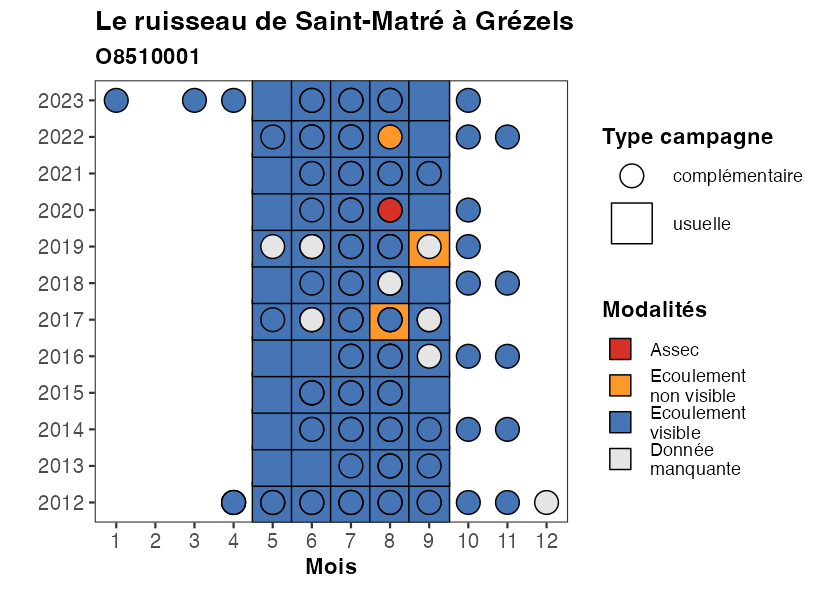 Le ruisseau de Saint-Matré à Grézels
O8510001
2023
2022
2021
2020
2019
2018
2017
2016
2015
2014
2013
2012
1 2 3 4 5 6 7 8 9 10 11 12
Mois
Type campagne
complémentaire
usuelle
Modalités
Assec
Ecoulement
non visible
Ecoulement
visible
Donnée
manquante